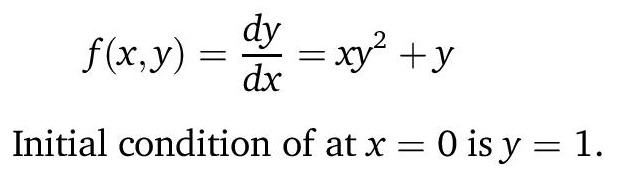 f(x,y) = dy/dx = xy² + y
Initial condition of at x = 0 is y = 1.